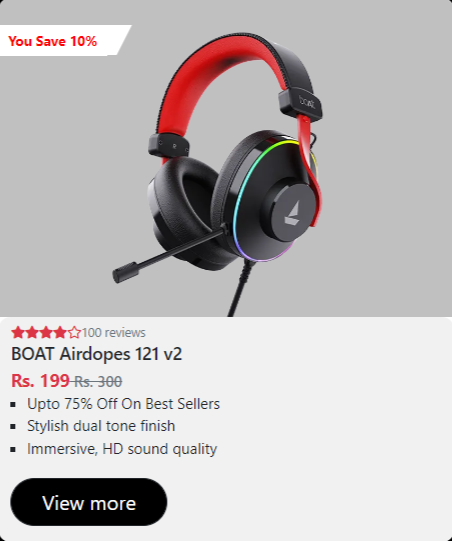 You Save 10%
boAt
100 reviews
BOAT Airdopes 121 v2
Rs. 199 Rs. 300
Upto 75% Off On Best Sellers
Stylish dual tone finish
Immersive, HD sound quality
View more